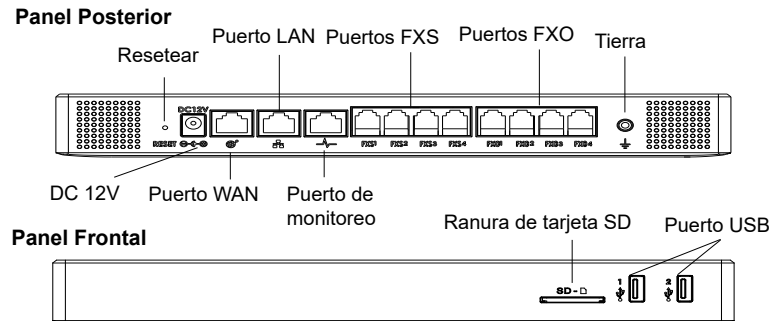 Panel Posterior
Resetear
Puerto LAN
Puertos FXS
Puertos FXO
Tierra
DC12V
RESET
FXS1
FXS2
FXS3
FXS4
FXO1
FXO2
FXO3
FXO4
DC 12V
Puerto WAN
Puerto de
monitoreo
Panel Frontal
Ranura de tarjeta SD
Puerto USB
SD-
1
2